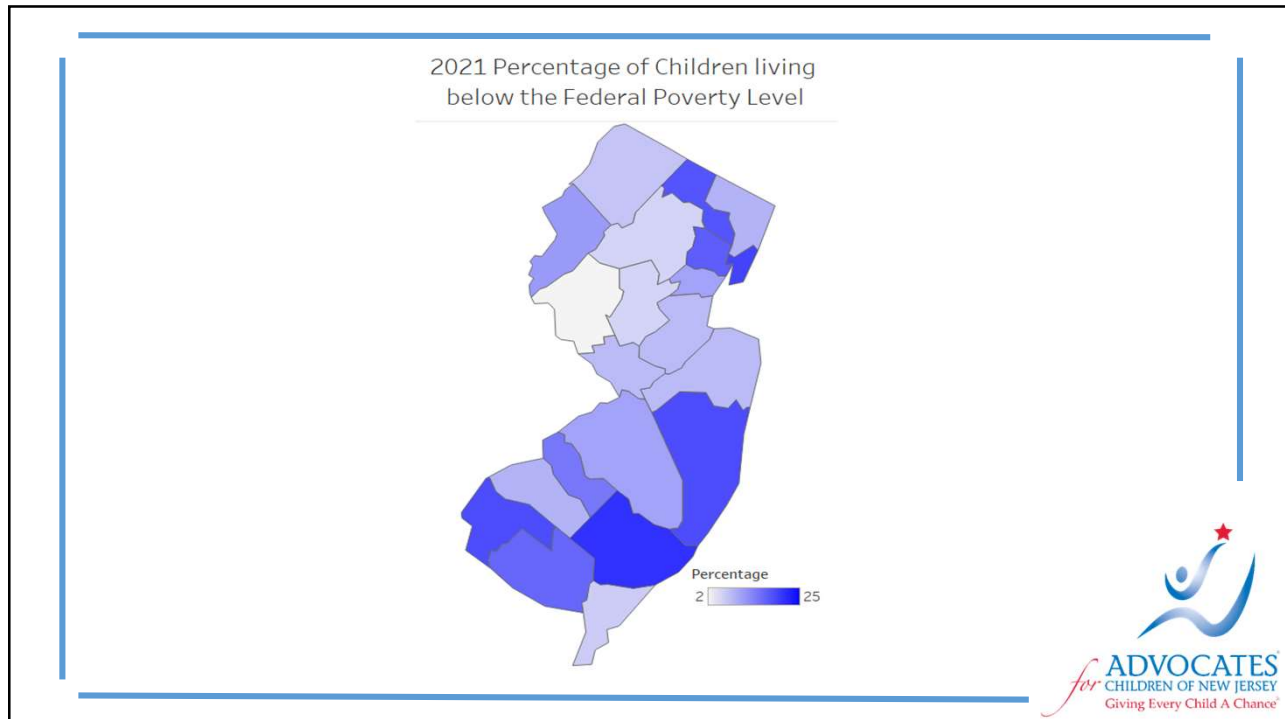 2021 Percentage of Children living
below the Federal Poverty Level
Percentage
2 25
for ADVOCATES
CHILDREN OF NEW JERSEY
Giving Every Child A Chance